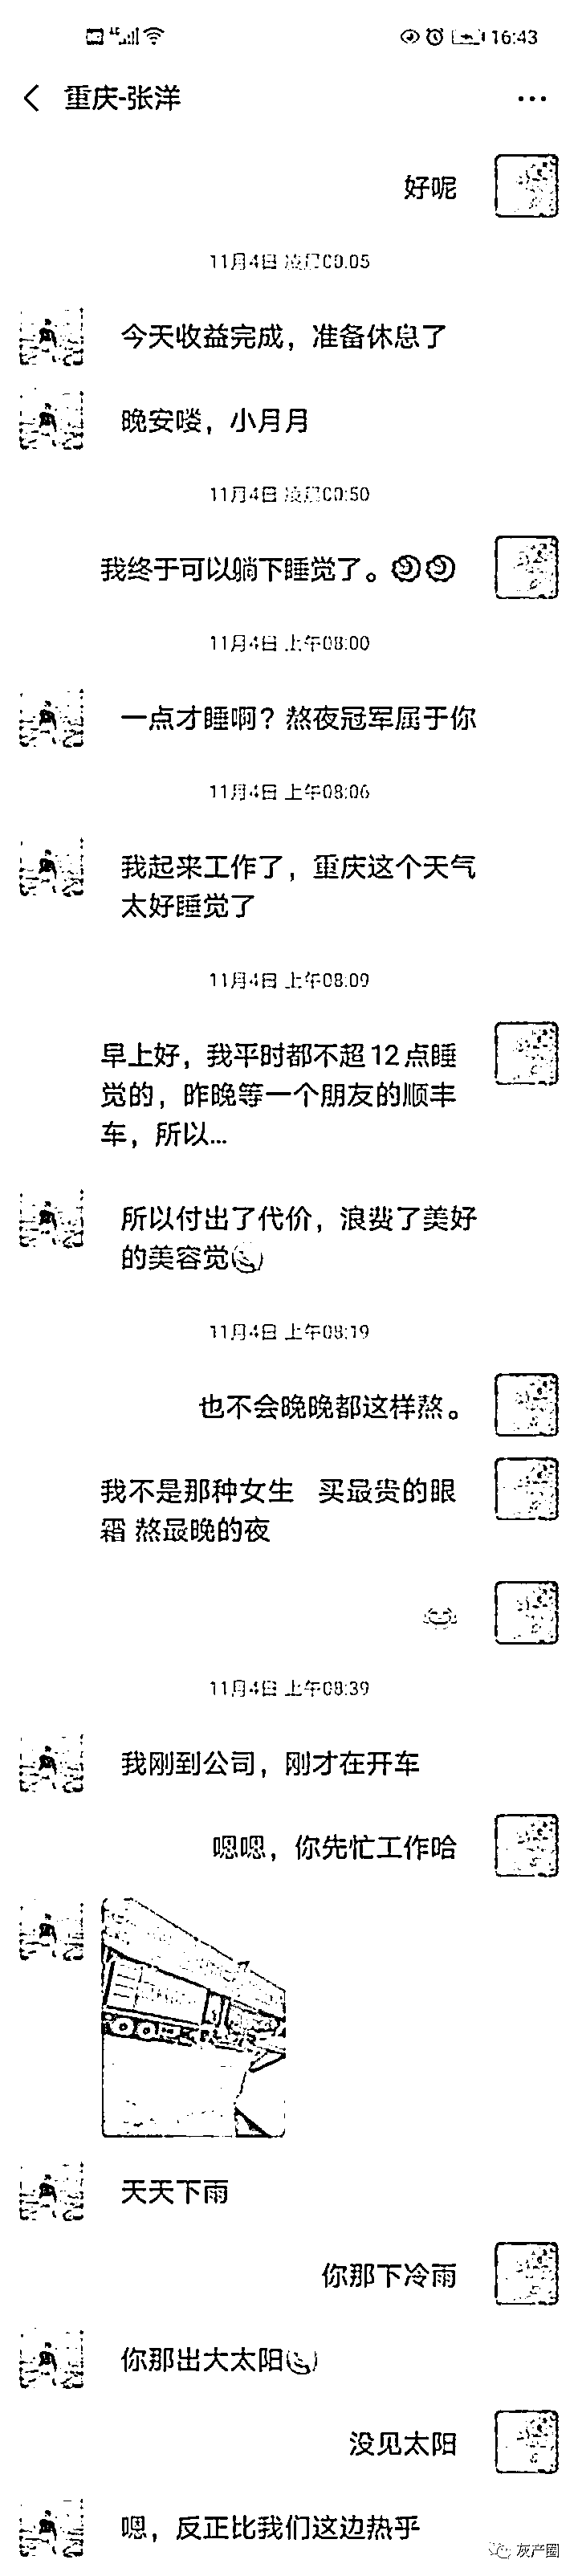 16:43
重庆-张洋
好呢
11月4日 凌晨00:05
今天收益完成，准备休息了
晚安喽，小月月
11月4日 凌晨00:50
我终于可以躺下睡觉了。
11月4日 上午08:00
一点才睡啊？熬夜冠军属于你
11月4日 上午08:06
我起来工作了，重庆这个天气
太好睡觉了
11月4日 上午08:09
早上好，我平时都不超12点睡
觉的，昨晚等一个朋友的顺丰
车，所以...
所以付出了代价，浪费了美好
的美容觉
11月4日 上午08:19
也不会晚晚都这样熬。
我不是那种女生 买最贵的眼
霜 熬最晚的夜
11月4日 上午08:39
我刚到公司，刚才在开车
嗯嗯，你先忙工作哈
天天下雨
你那下冷雨
你那出大太阳
没见太阳
嗯，反正比我们这边热乎
灰产圈